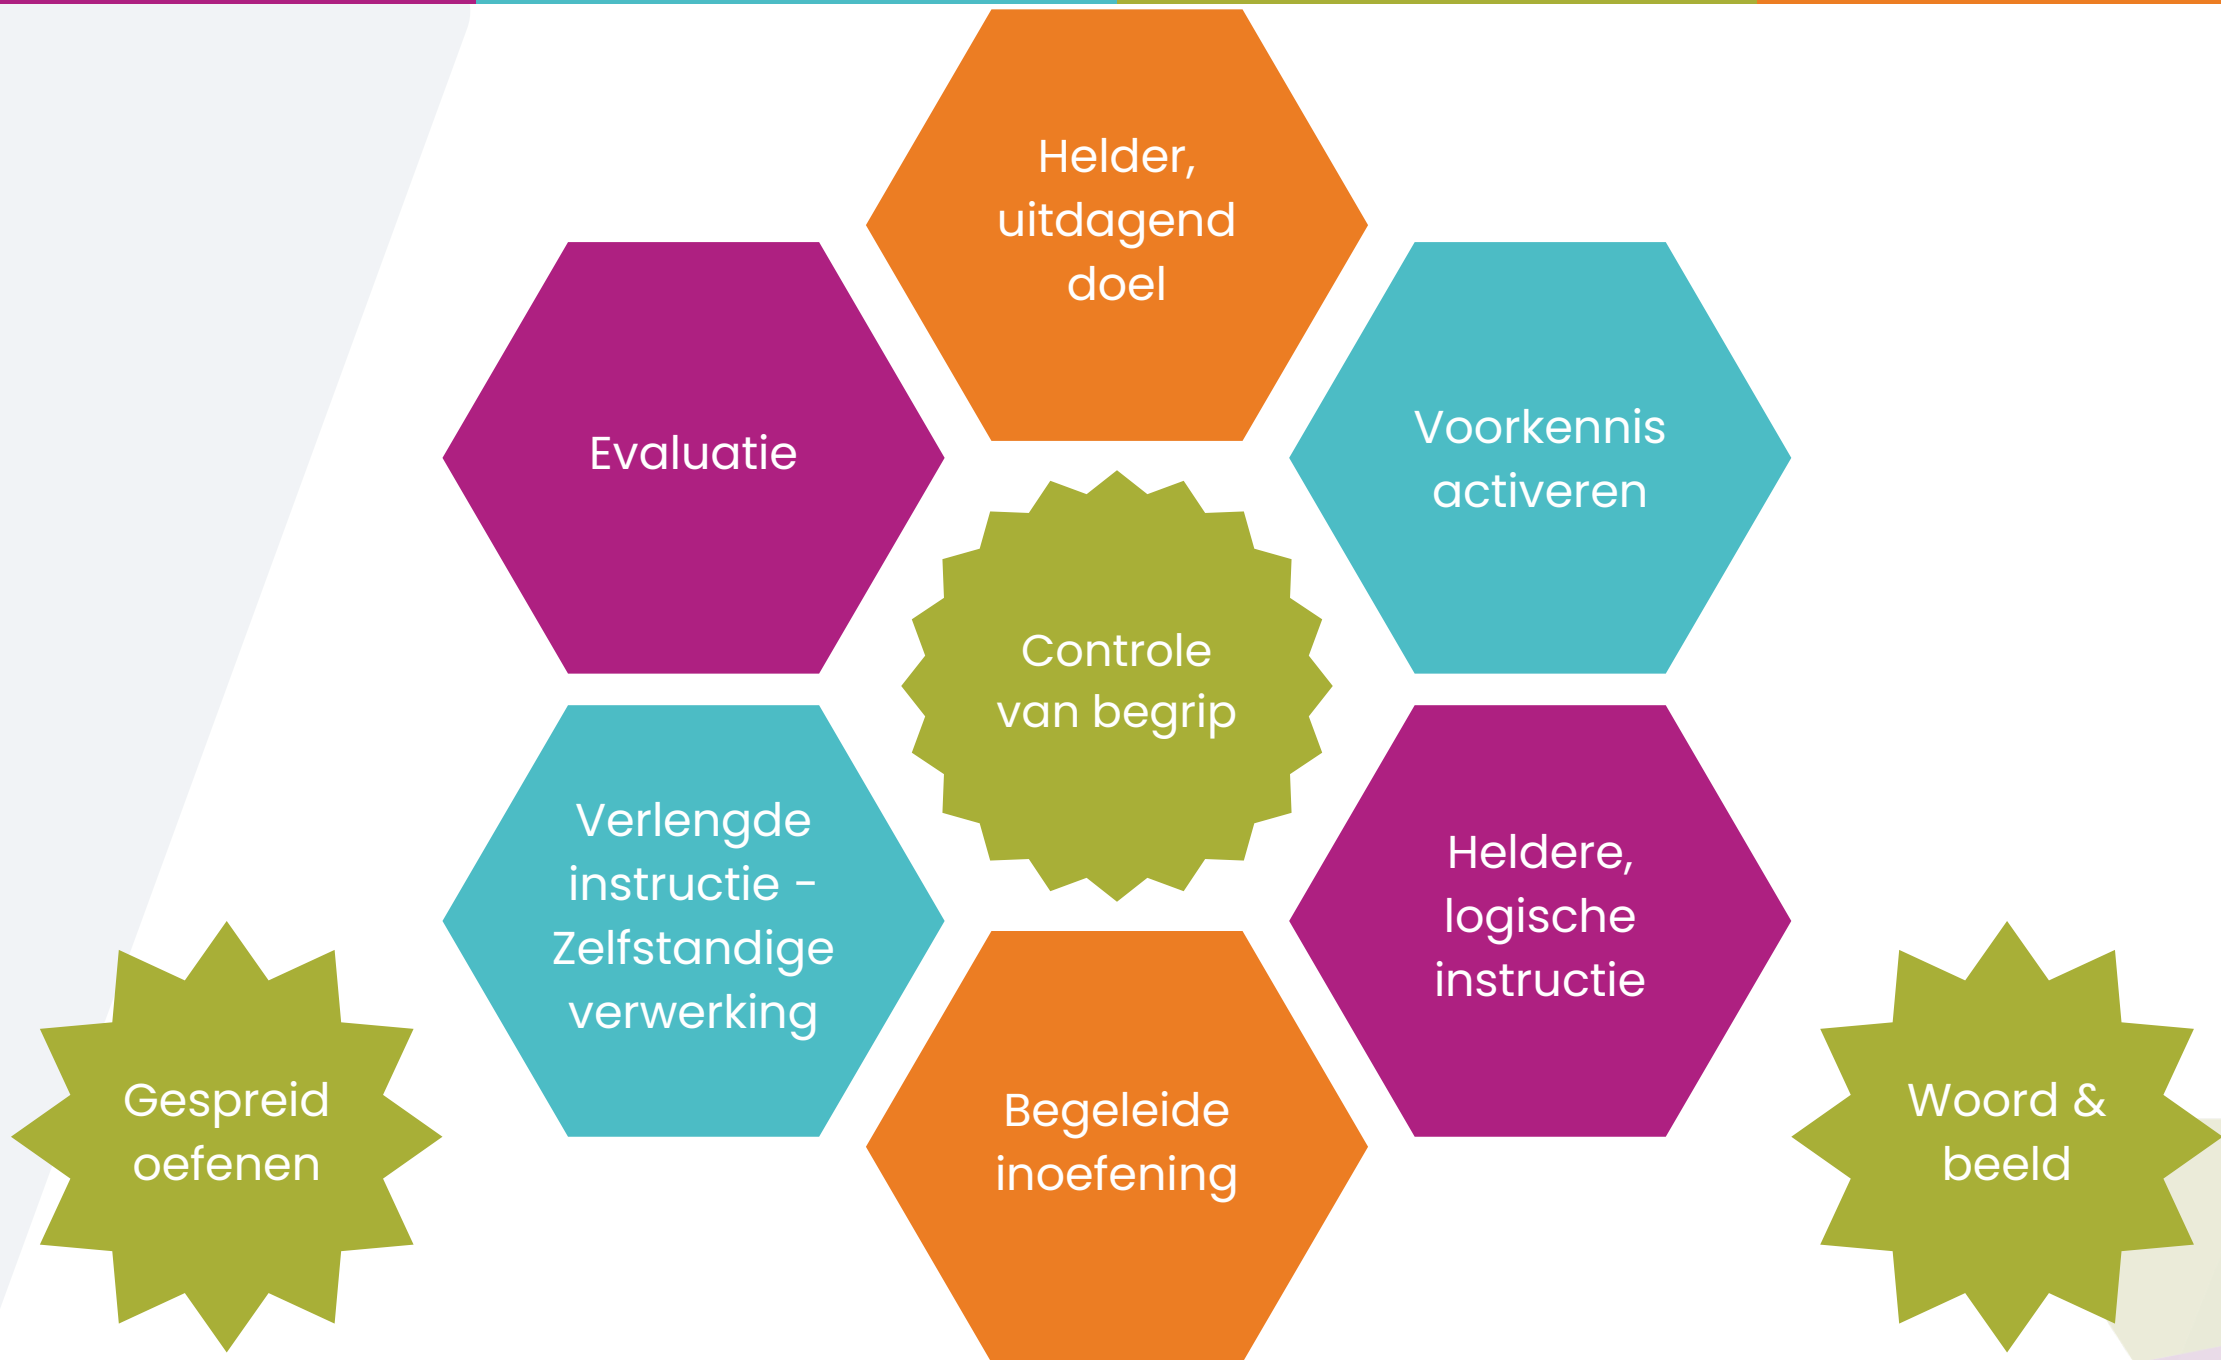 Helder,
uitdagend
doel
Voorkennis
activeren
Heldere,
logische
instructie
Begeleide
inoefening
Verlengde
instructie -
Zelfstandige
verwerking
Evaluatie
Controle
van begrip
Gespreid
oefenen
Woord &
beeld